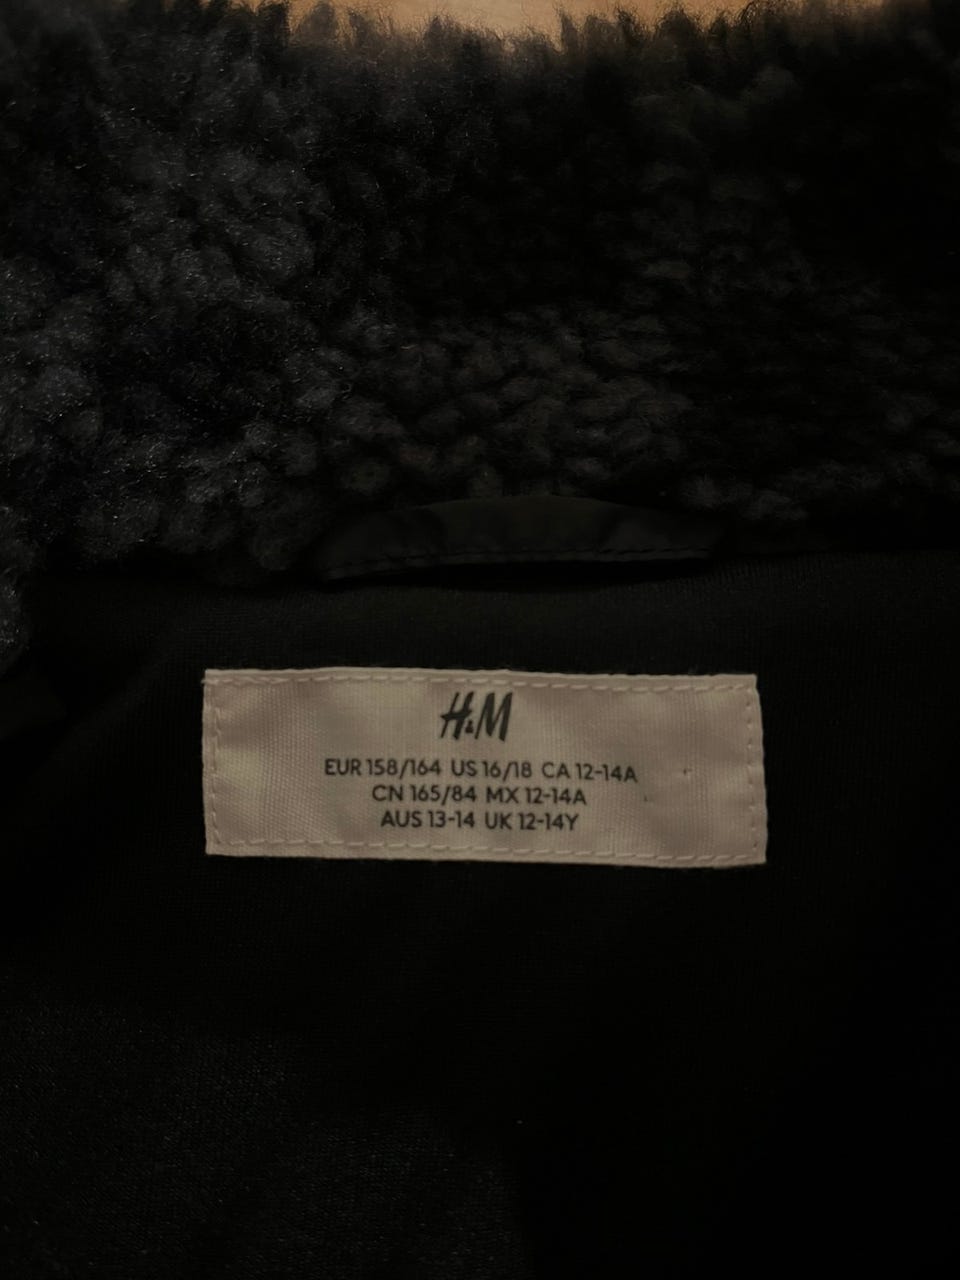 H&M
EUR 158/164 US 16/18 CA 12-14A
CN 165/84 MX 12-14A
AUS 13-14 UK 12-14Y